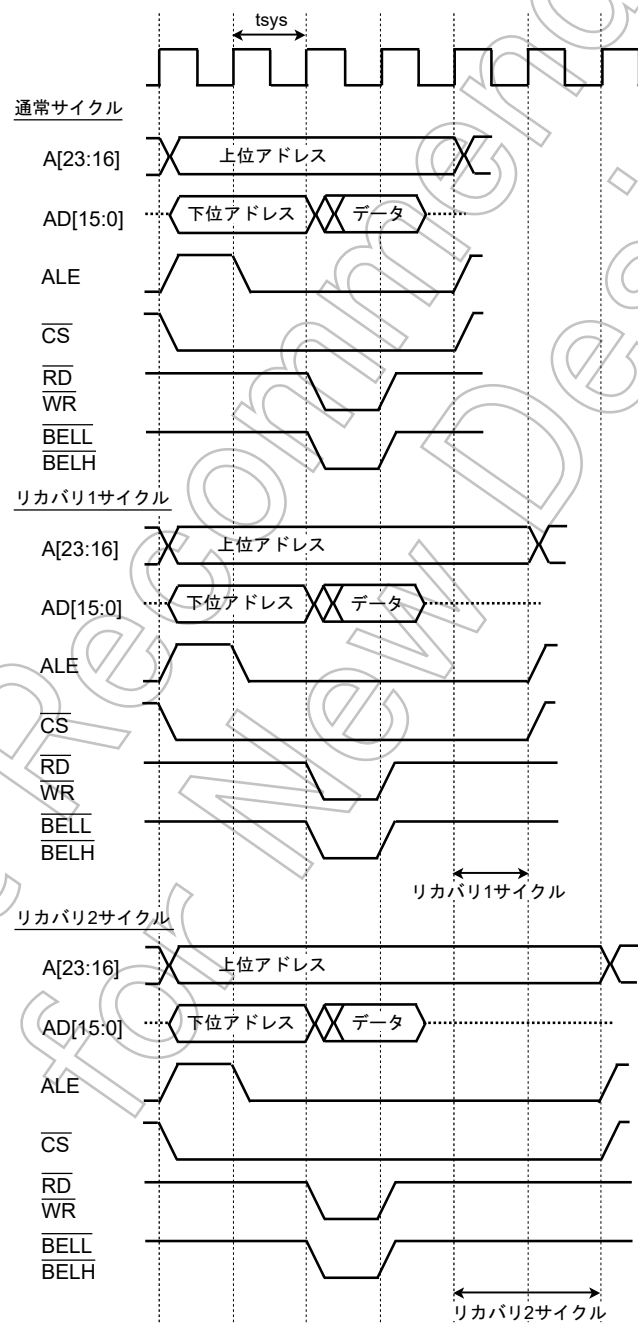 tsys
通常サイクル
A[23:16]
上位アドレス
AD[15:0]
下位アドレス
データ
ALE
CS
RD
WR
BELL
BELH
リカバリ1サイクル
A[23:16]
上位アドレス
AD[15:0]
下位アドレス
データ
ALE
CS
RD
WR
BELL
BELH
リカバリ1サイクル
リカバリ2サイクル
A[23:16]
上位アドレス
AD[15:0]
下位アドレス
データ
ALE
CS
RD
WR
BELL
BELH
リカバリ2サイクル